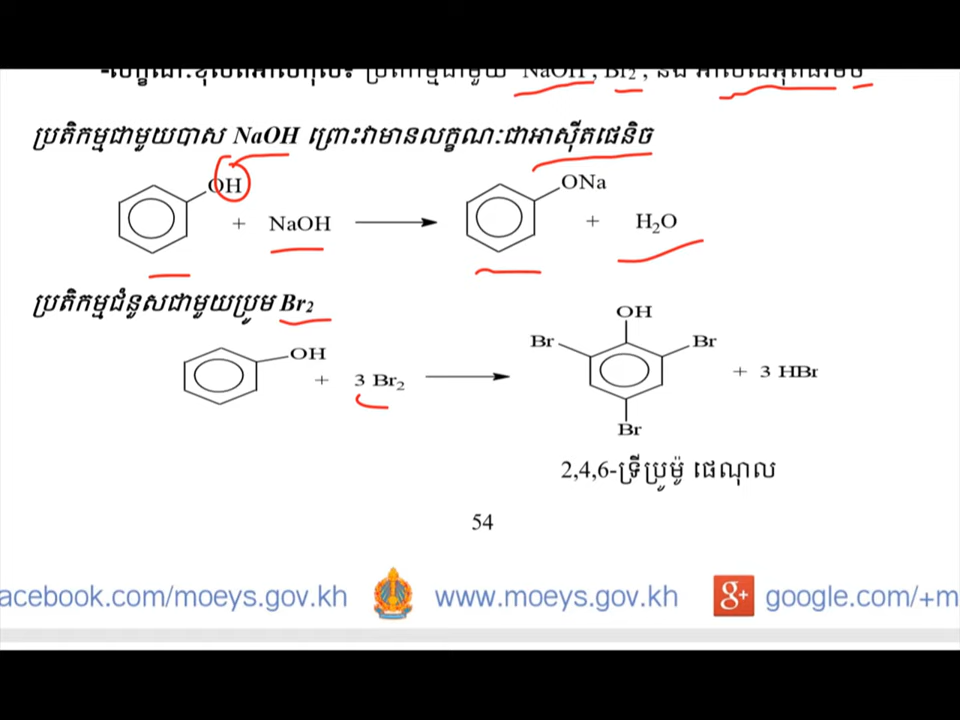 ប្រតិកម្មជាមួយបាស NaOH ព្រោះវាមានលក្ខណៈជាអាស៊ីតផេនិច
OH
ONa
+ NaOH
+ H₂O
ប្រតិកម្មជំនួសជាមួយប្រូម Br₂
OH
Br
Br
OH
+ 3 Br₂
+ 3 HBr
Br
2,4,6-ទ្រីប្រូម៉ូ ផេណុល
54
acebook.com/moeys.gov.kh www.moeys.gov.kh g+ google.com/+m